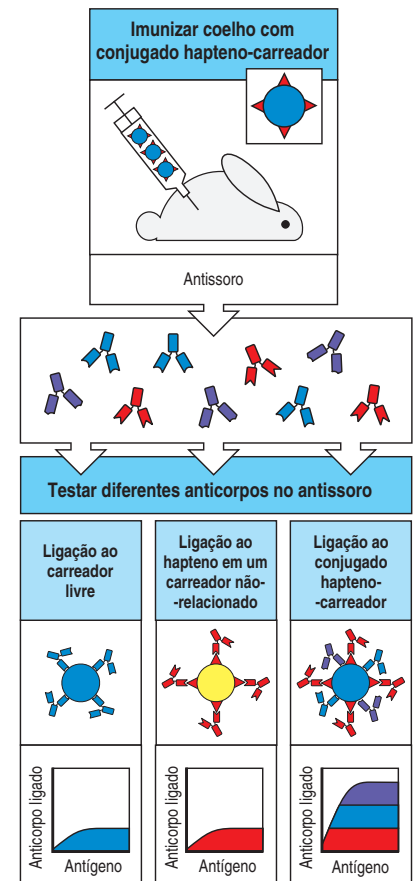 Imunizar coelho com
conjugado hapteno-carreador
Antissoro
Testar diferentes anticorpos no antissoro
Ligação ao
carreador
livre
Ligação ao
hapteno em um
carreador não-
-relacionado
Ligação ao
conjugado
hapteno-
-carreador
Anticorpo ligado
Antígeno
Anticorpo ligado
Antígeno
Anticorpo ligado
Antígeno